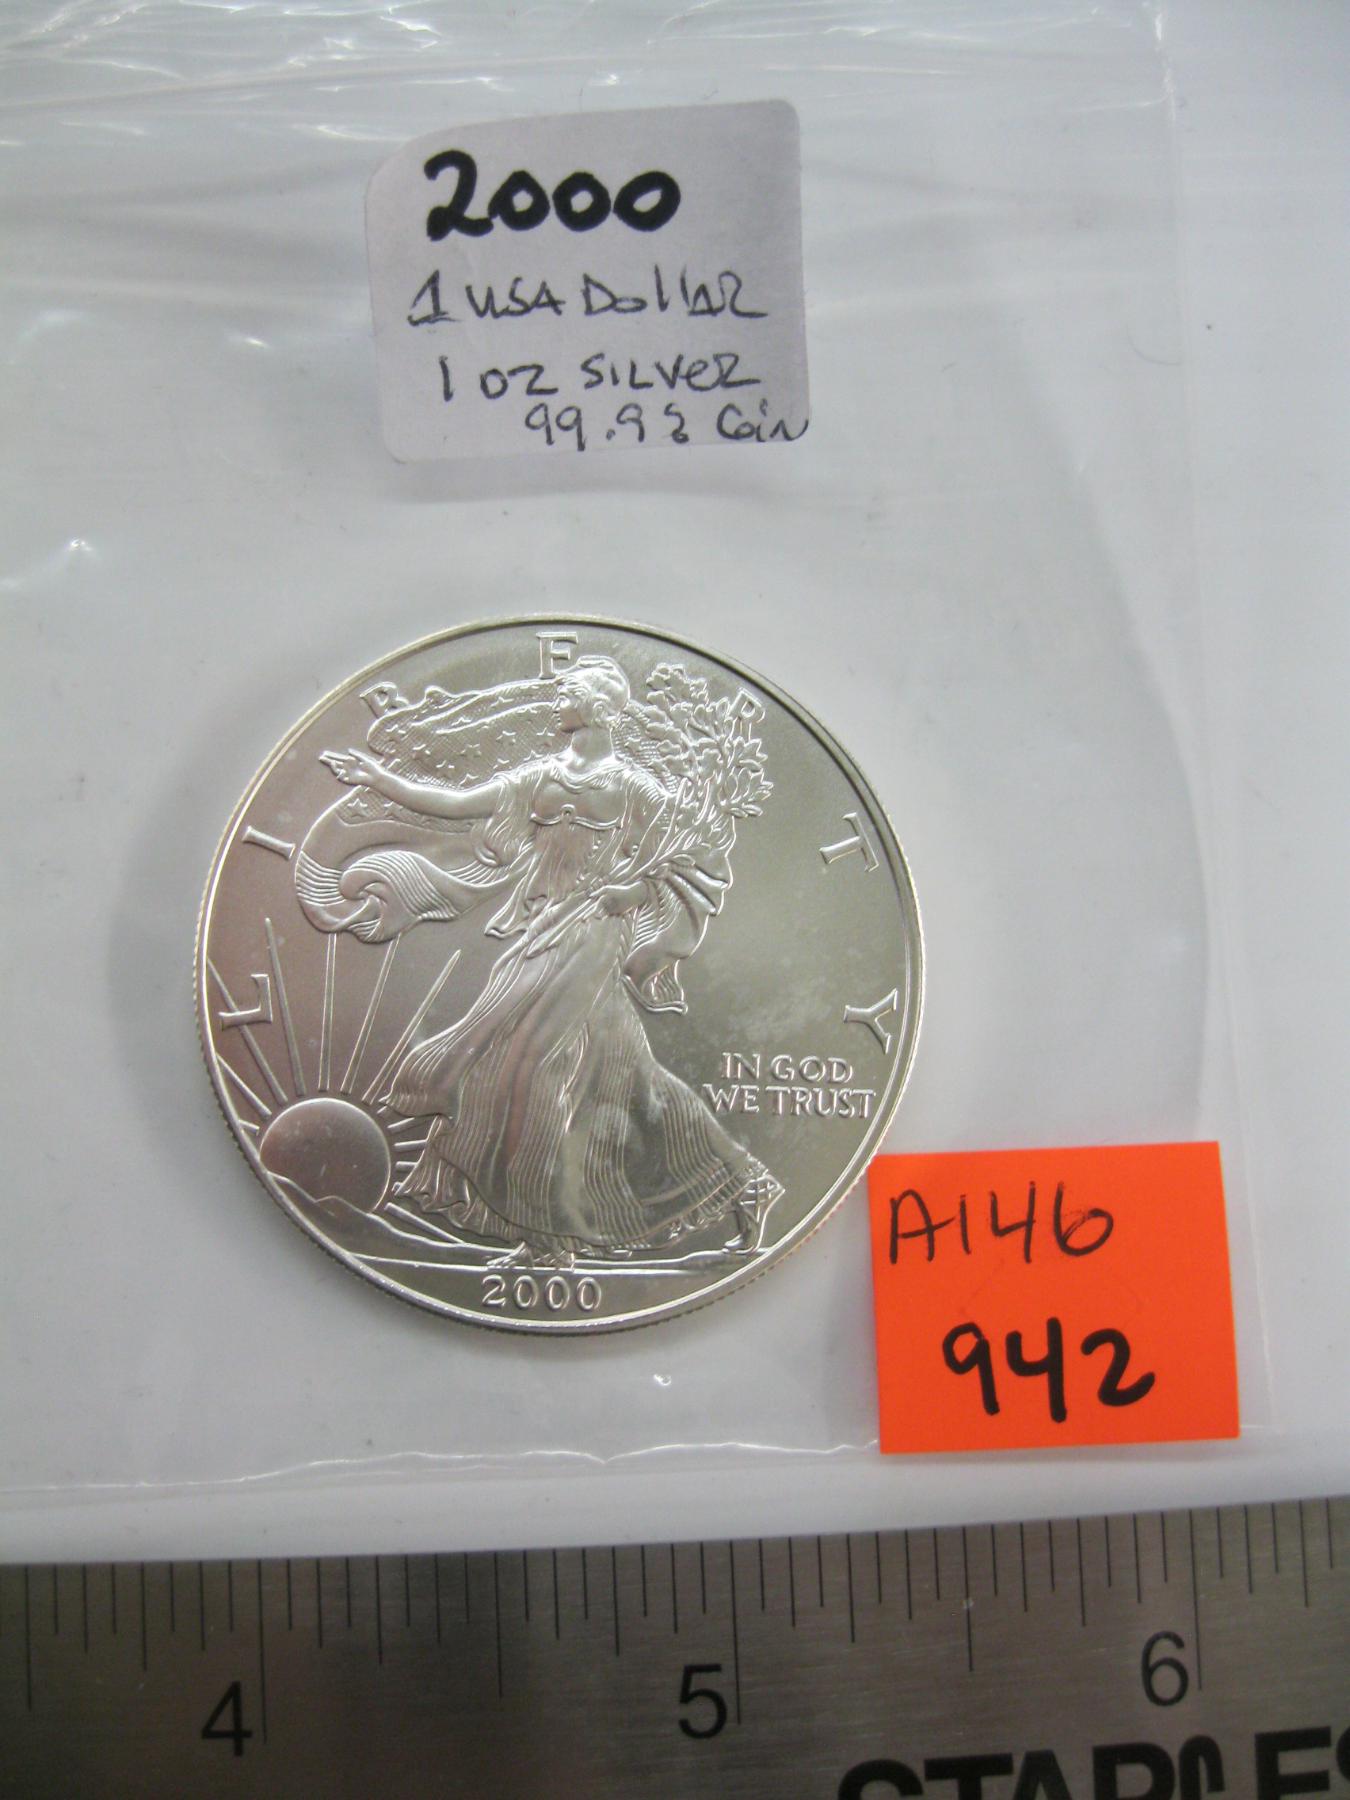 2000
1 USA Dollar
1 oz SILVER
99.9% Coin
LIBERTY
IN GOD
WE TRUST
2000
A146
942
4 5 6
STAPLES